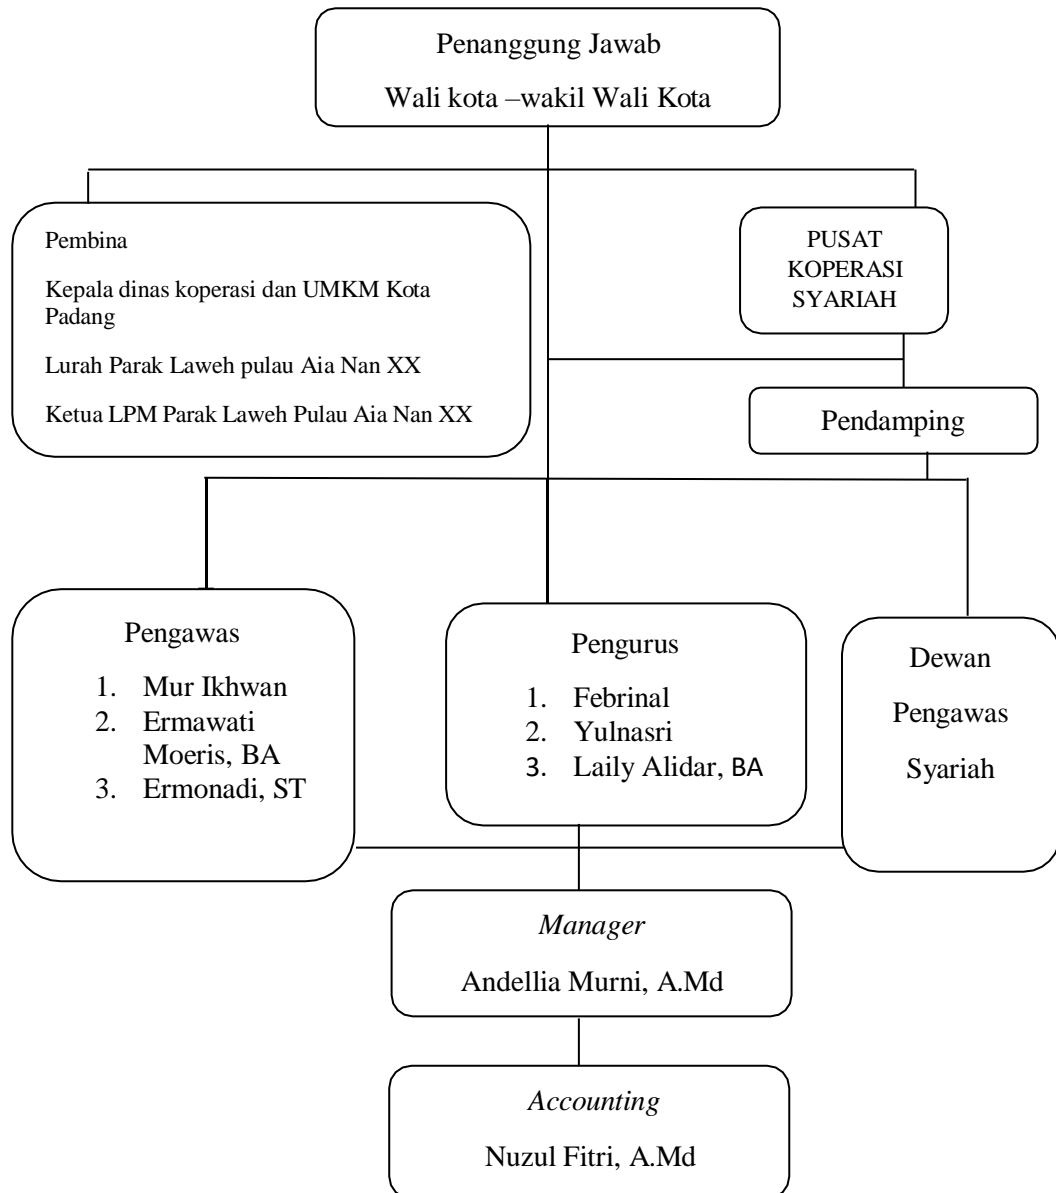 Penanggung Jawab
Wali kota –wakil Wali Kota
Pembina
Kepala dinas koperasi dan UMKM Kota
Padang
Lurah Parak Laweh pulau Aia Nan XX
Ketua LPM Parak Laweh Pulau Aia Nan XX
PUSAT
KOPERASI
SYARIAH
Pendamping
Pengawas
1. Mur Ikhwan
2. Ermawati
Moeris, BA
3. Ermonadi, ST
Pengurus
1. Febrinal
2. Yulnasri
3. Laily Alidar, BA
Dewan
Pengawas
Syariah
Manager
Andellia Murni, A.Md
Accounting
Nuzul Fitri, A.Md